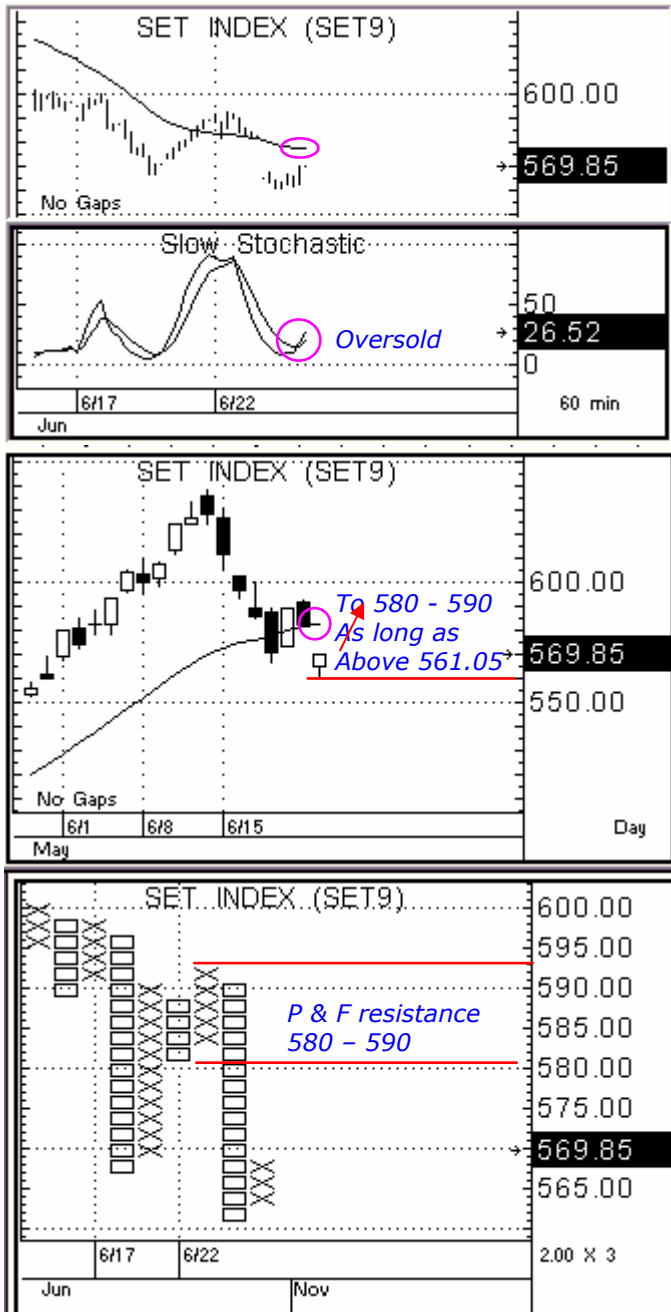 SET INDEX (SET9)
600.00
569.85
No Gaps
Slow Stochastic
50
Oversold
26.52
0
6/17 6/22 60 min
Jun
SET INDEX (SET9)
600.00
To 580 - 590
As long as
Above 561.05
569.85
550.00
No Gaps
6/1 6/8 6/15 Day
May
SET INDEX (SET9)
600.00
595.00
590.00
P & F resistance
585.00
580 – 590
580.00
575.00
569.85
565.00
6/17 6/22 2.00 X 3
Jun Nov